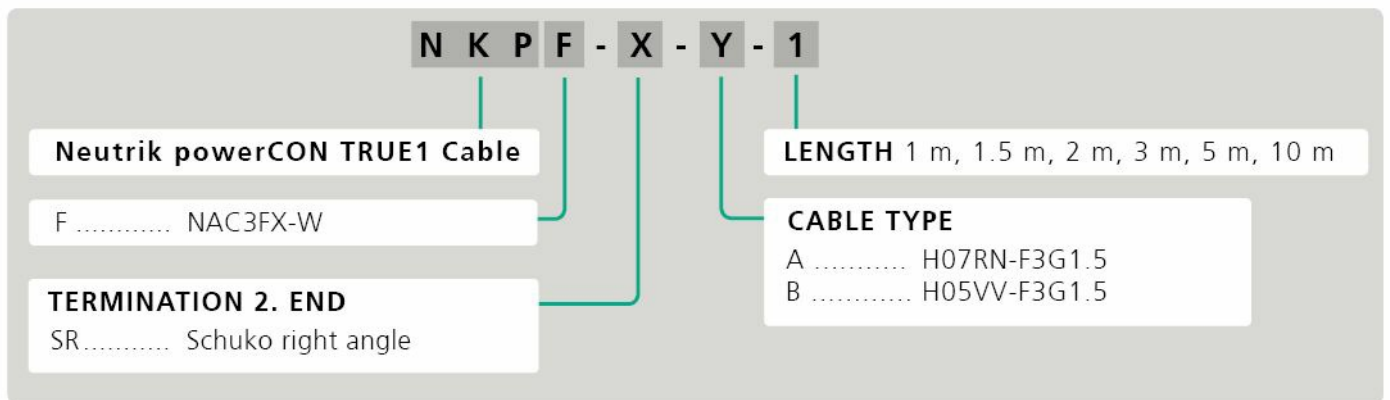 N K P F - X - Y - 1
Neutrik powerCON TRUE1 Cable
F ............ NAC3FX-W
TERMINATION 2. END
SR........... Schuko right angle
LENGTH 1 m, 1.5 m, 2 m, 3 m, 5 m, 10 m
CABLE TYPE
A ........... H07RN-F3G1.5
B ............ H05VV-F3G1.5